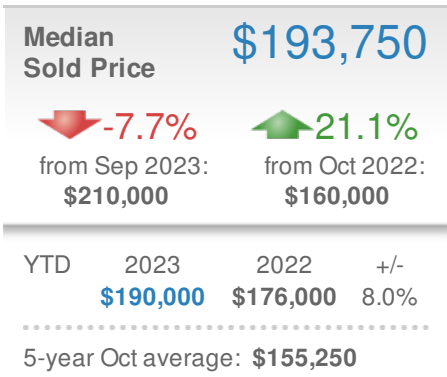 Median
Sold Price
$193,750
-7.7%
from Sep 2023:
$210,000
21.1%
from Oct 2022:
$160,000
YTD 2023 2022 +/-
$190,000 $176,000 8.0%
5-year Oct average: $155,250